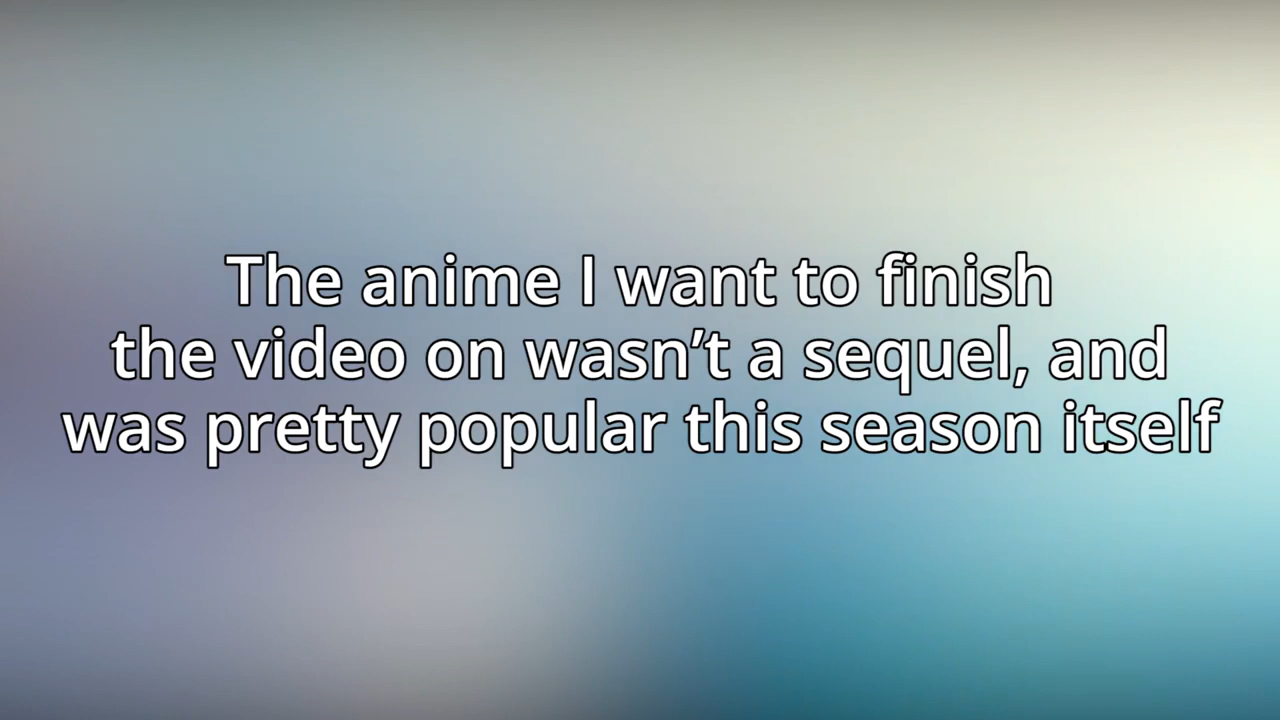 The anime I want to finish
the video on wasn’t a sequel, and
was pretty popular this season itself